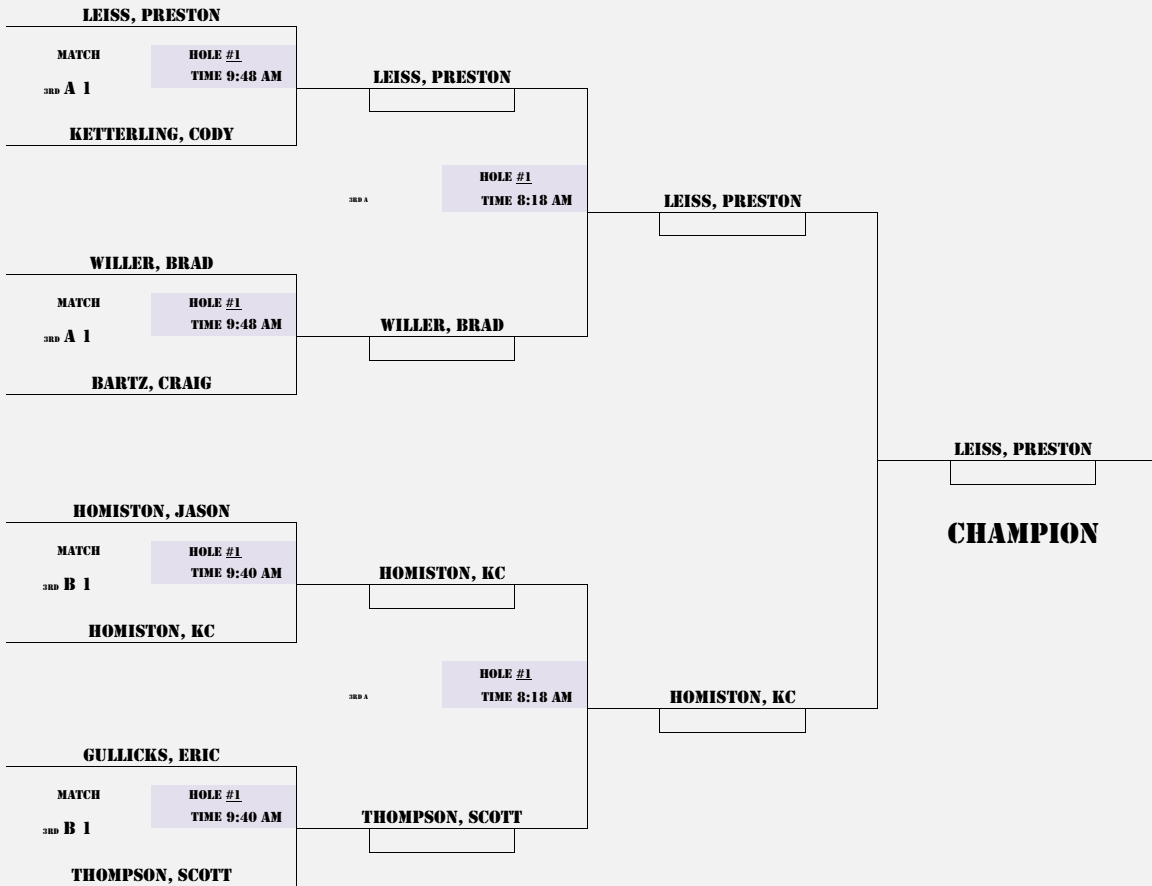 LEISS, PRESTON
MATCH
HOLE #1
TIME 9:48 AM
3RD A 1
KETTERLING, CODY
LEISS, PRESTON
3RD A
HOLE #1
TIME 8:18 AM
LEISS, PRESTON
WILLER, BRAD
MATCH
HOLE #1
TIME 9:48 AM
3RD A 1
BARTZ, CRAIG
WILLER, BRAD
LEISS, PRESTON
CHAMPION
HOMISTON, JASON
MATCH
HOLE #1
TIME 9:40 AM
3RD B 1
HOMISTON, KC
HOMISTON, KC
3RD A
HOLE #1
TIME 8:18 AM
HOMISTON, KC
GULLICKS, ERIC
MATCH
HOLE #1
TIME 9:40 AM
3RD B 1
THOMPSON, SCOTT
THOMPSON, SCOTT